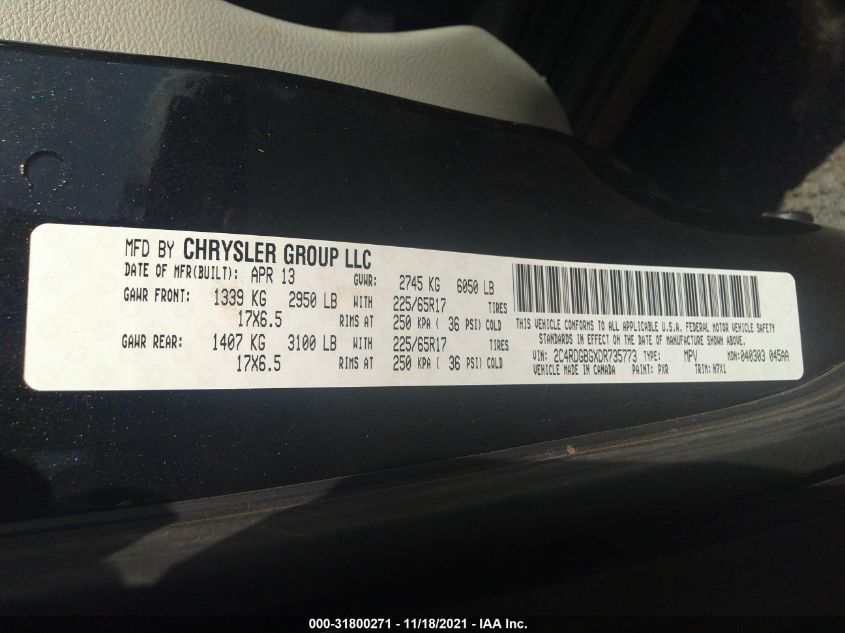 MFD BY CHRYSLER GROUP LLC
DATE OF MFR(BUILT): APR 13 GVWR: 2745 KG 6050 LB
GAWR FRONT: 1339 KG 2950 LB WITH 225/65R17 TIRES
17X6.5 RIMS AT 250 KPA ( 36 PSI) COLD
GAWR REAR: 1407 KG 3100 LB WITH 225/65R17 TIRES
17X6.5 RIMS AT 250 KPA ( 36 PSI) COLD
THIS VEHICLE CONFORMS TO ALL APPLICABLE U.S.A. FEDERAL MOTOR VEHICLE SAFETY
STANDARDS IN EFFECT ON THE DATE OF MANUFACTURE SHOWN ABOVE.
VIN: 2C4RDGBGXDR735773 TYPE: MPV MDH: 040303 045AA
VEHICLE MADE IN CANADA PAINT: PXR TRIM: H7X1
000-31800271 - 11/18/2021 - IAA Inc.